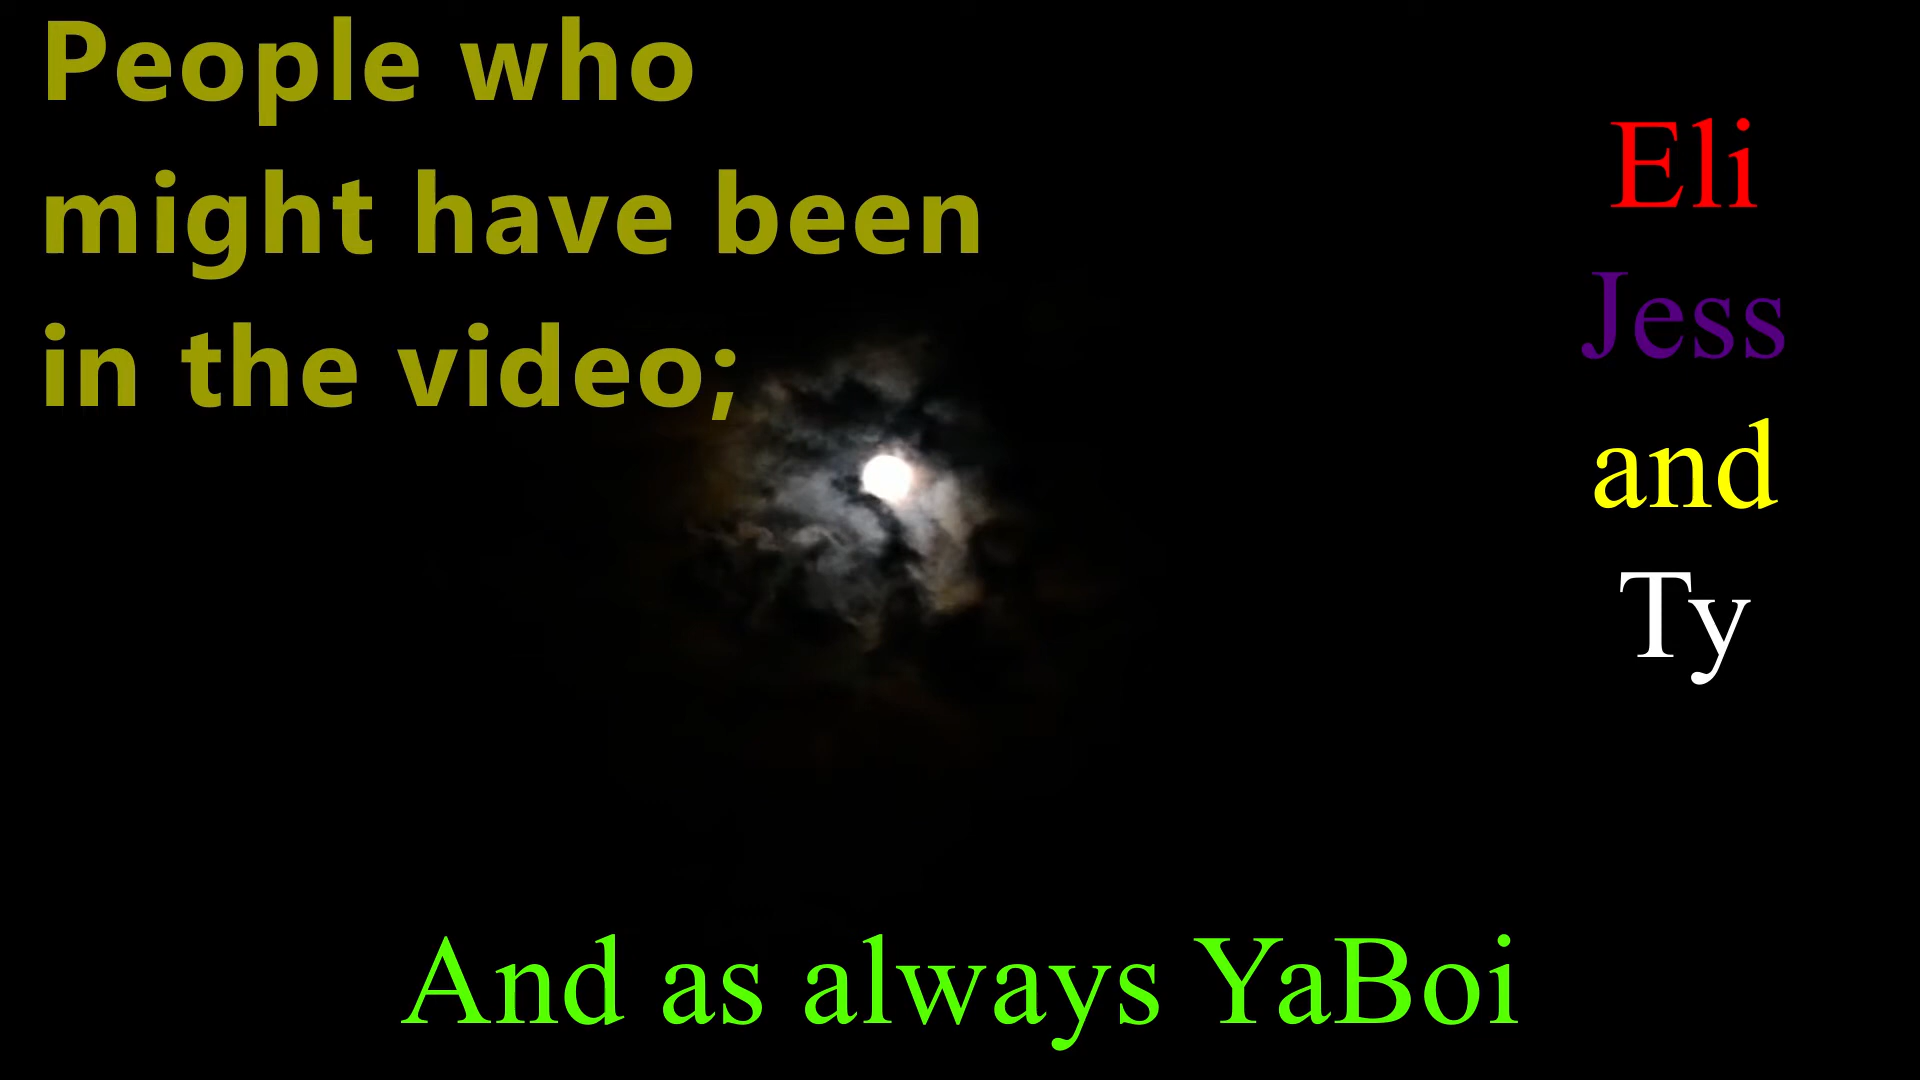 People who
might have been
in the video;
Eli
Jess
and
Ty
And as always YaBoi